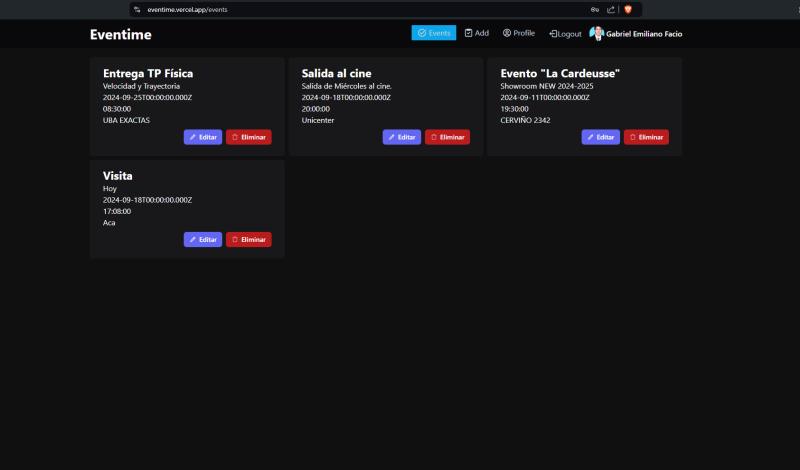 eventime.vercel.app/events
Eventime
Events
Add
Profile
Logout
Gabriel Emiliano Facio
Entrega TP Física
Velocidad y Trayectoria
2024-09-25T00:00:00.000Z
08:30:00
UBA EXACTAS
Editar
Eliminar
Salida al cine
Salida de Miércoles al cine.
2024-09-18T00:00:00.000Z
20:00:00
Unicenter
Editar
Eliminar
Evento "La Cardeusse"
Showroom NEW 2024-2025
2024-09-11T00:00:00.000Z
19:30:00
CERVIÑO 2342
Editar
Eliminar
Visita
Hoy
2024-09-18T00:00:00.000Z
17:08:00
Aca
Editar
Eliminar